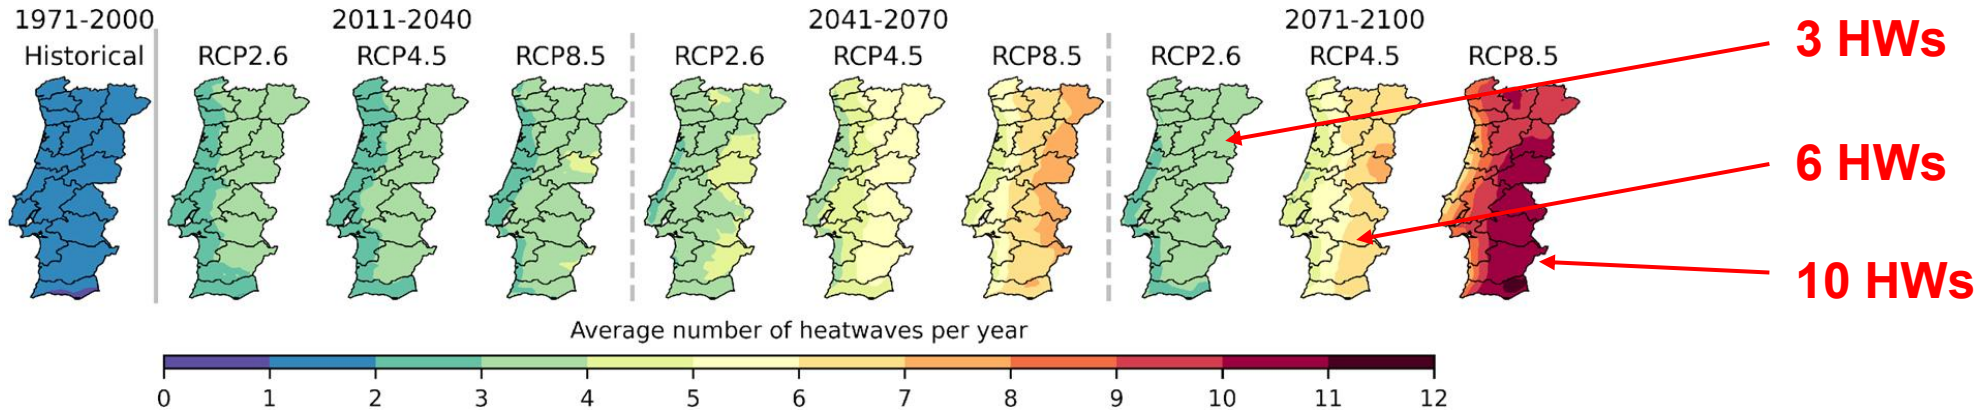 1971-2000 2011-2040 2041-2070 2071-2100
Historical RCP2.6 RCP4.5 RCP8.5 RCP2.6 RCP4.5 RCP8.5 RCP2.6 RCP4.5 RCP8.5
3 HWs
6 HWs
10 HWs
Average number of heatwaves per year
0 1 2 3 4 5 6 7 8 9 10 11 12